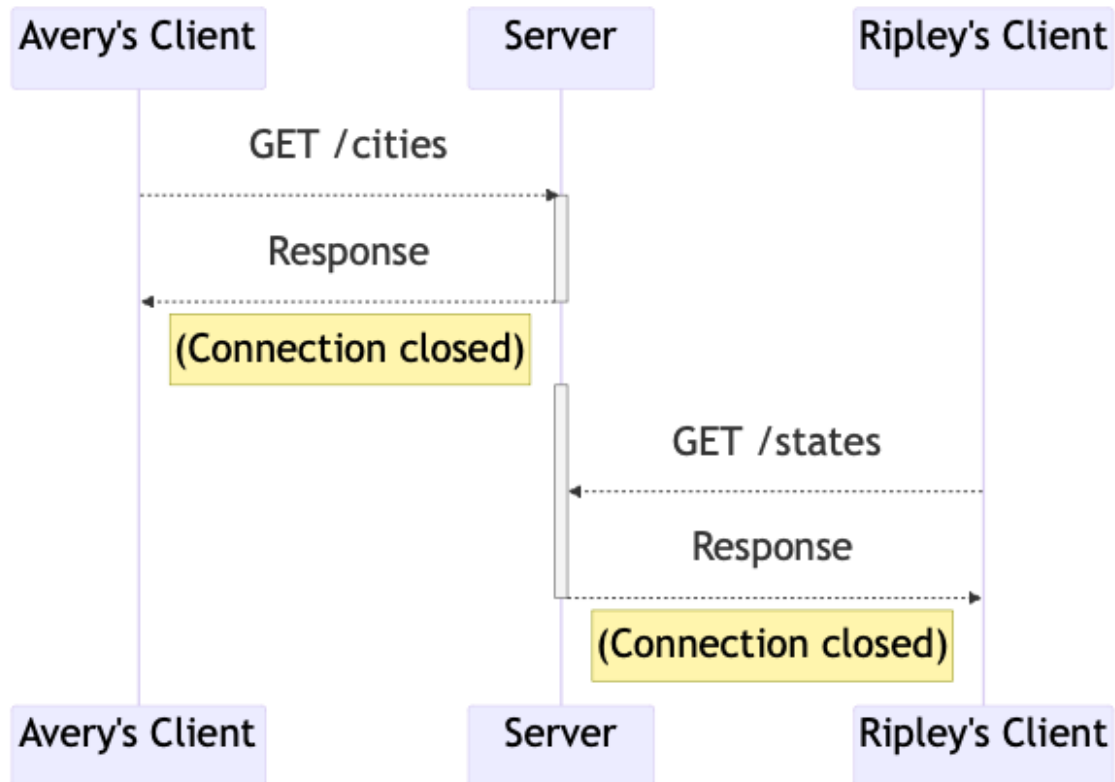 Avery's Client
Server
Ripley's Client
GET /cities
Response
(Connection closed)
GET /states
Response
(Connection closed)
Avery's Client
Server
Ripley's Client